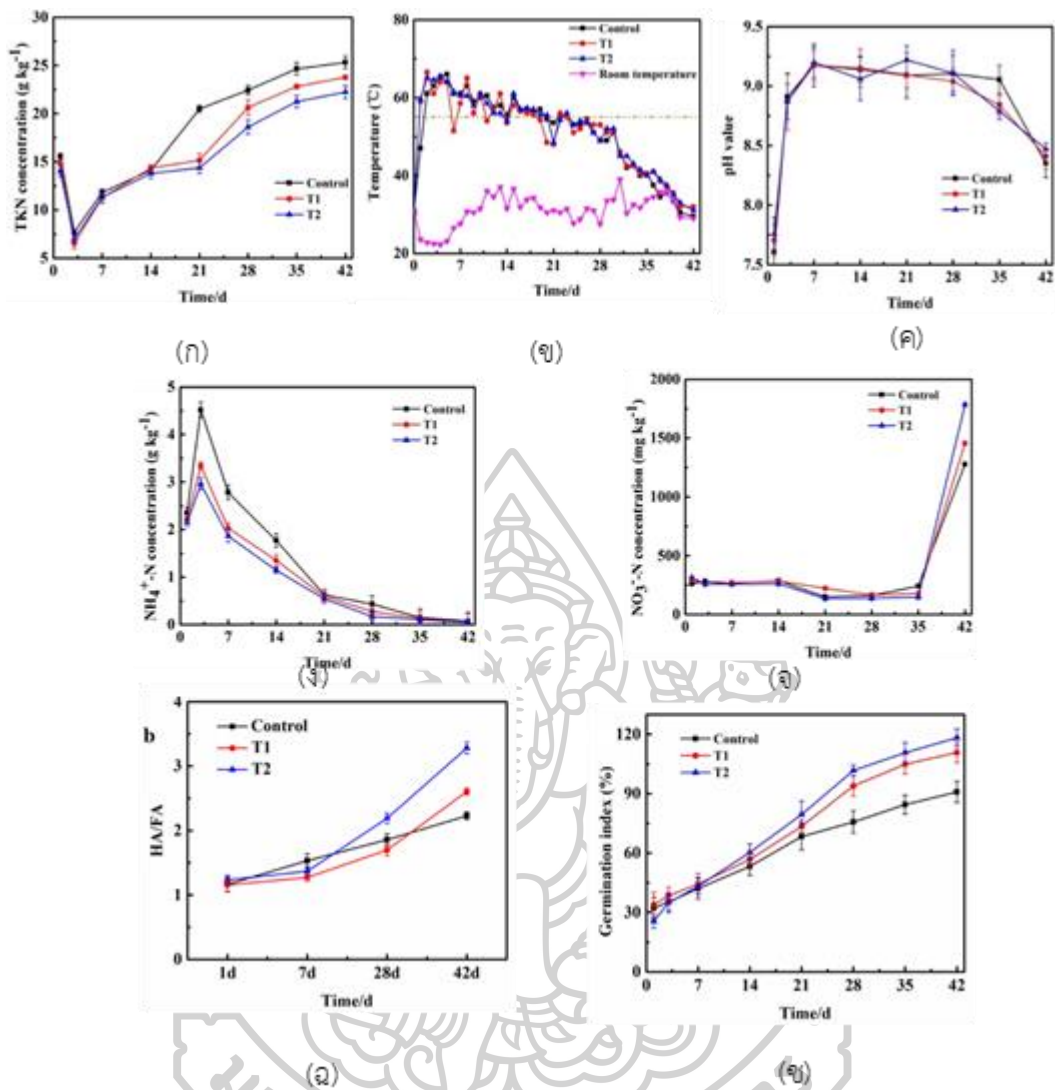 30
25
20
15
10
5
TKN concentration (g kg-1)
Control
T1
T2
0 7 14 21 28 35 42
Time/d
(ก)
80
60
40
20
Temperature (℃)
Control
T1
T2
Room temperature
0 7 14 21 28 35 42
Time/d
(ข)
9.5
9.0
8.5
8.0
7.5
pH value
Control
T1
T2
0 7 14 21 28 35 42
Time/d
(ค)
5
4
3
2
1
0
NH4+-N concentration (g kg-1)
Control
T1
T2
0 7 14 21 28 35 42
Time/d
(ง)
2000
1500
1000
500
0
NO3--N concentration (mg kg-1)
Control
T1
T2
0 7 14 21 28 35 42
Time/d
(จ)
b
4
3
2
1
0
HA/FA
Control
T1
T2
1d 7d 28d 42d
Time/d
(ฉ)
120
90
60
30
0
Germination index (%)
Control
T1
T2
0 7 14 21 28 35 42
Time/d
(ช)